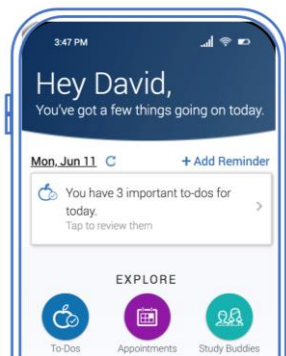 3:47 PM
Hey David,
You've got a few things going on today.
Mon, Jun 11
+ Add Reminder
You have 3 important to-dos for
today.
Tap to review them
EXPLORE
To-Dos
Appointments
Study Buddies